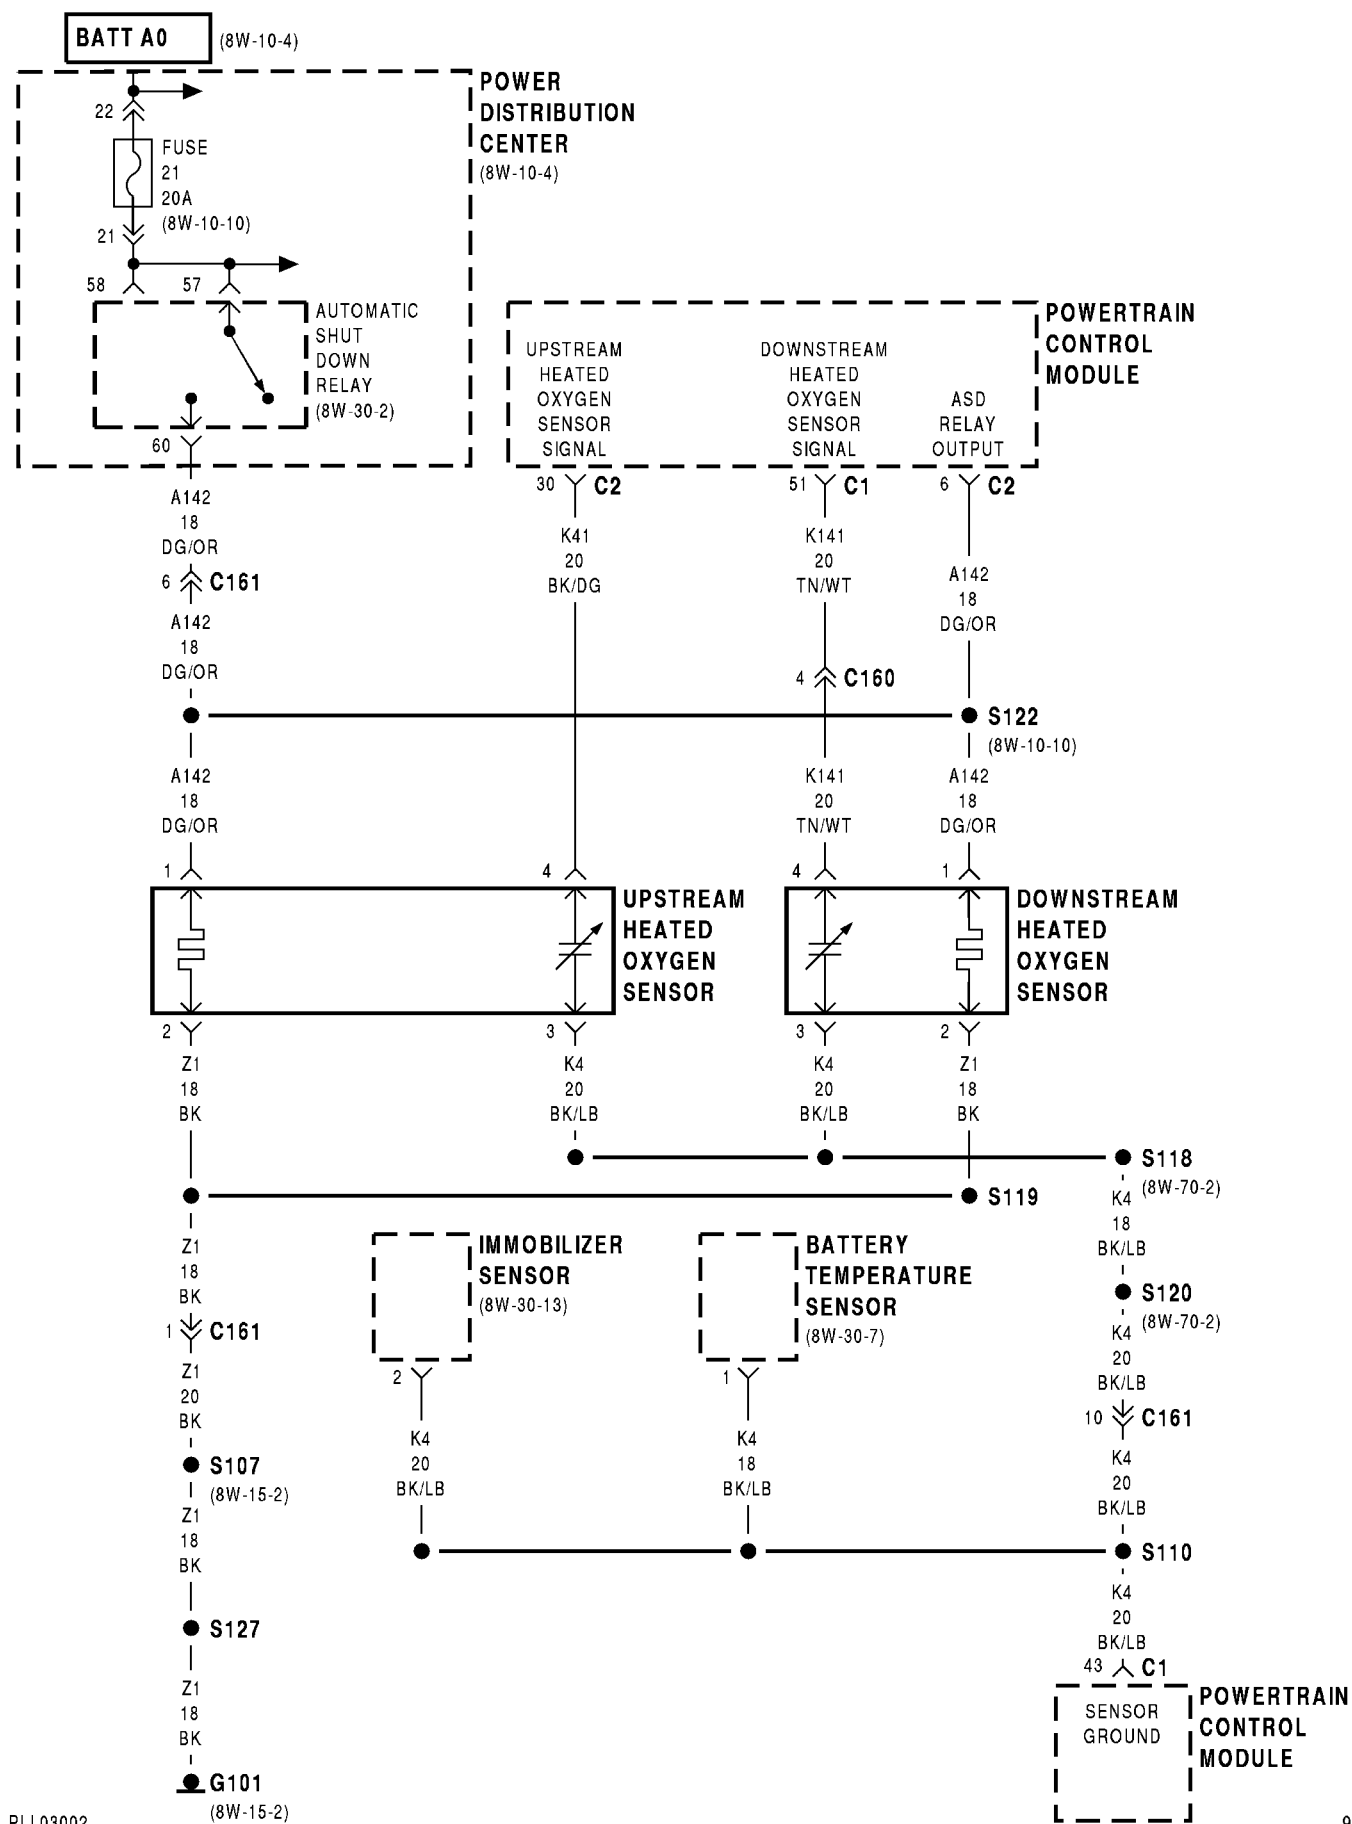 BATT A0 (8W-10-4)
POWER
DISTRIBUTION
CENTER
(8W-10-4)
22
FUSE
21
20A
(8W-10-10)
21
58 57
AUTOMATIC
SHUT
DOWN
RELAY
(8W-30-2)
60
POWERTRAIN
CONTROL
MODULE
UPSTREAM
HEATED
OXYGEN
SENSOR
SIGNAL
DOWNSTREAM
HEATED
OXYGEN
SENSOR
SIGNAL
ASD
RELAY
OUTPUT
30 C2 51 C1 6 C2
A142
18
DG/OR
6 C161
A142
18
DG/OR
K41
20
BK/DG
K141
20
TN/WT
A142
18
DG/OR
4 C160
S122
(8W-10-10)
A142
18
DG/OR
K141
20
TN/WT
A142
18
DG/OR
1 4 4 1
UPSTREAM
HEATED
OXYGEN
SENSOR
DOWNSTREAM
HEATED
OXYGEN
SENSOR
2 3 3 2
Z1
18
BK
K4
20
BK/LB
K4
20
BK/LB
Z1
18
BK
S118
(8W-70-2)
S119
K4
18
BK/LB
S120
(8W-70-2)
K4
20
BK/LB
10 C161
K4
20
BK/LB
Z1
18
BK
1 C161
Z1
20
BK
S107
(8W-15-2)
Z1
18
BK
S127
Z1
18
BK
G101
(8W-15-2)
IMMOBILIZER
SENSOR
(8W-30-13)
2
K4
20
BK/LB
BATTERY
TEMPERATURE
SENSOR
(8W-30-7)
1
K4
18
BK/LB
S110
K4
20
BK/LB
43 C1
SENSOR
GROUND
POWERTRAIN
CONTROL
MODULE